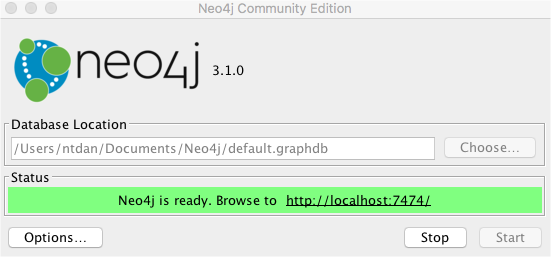 Neo4j Community Edition
neo4j 3.1.0
Database Location
/Users/ntdan/Documents/Neo4j/default.graphdb Choose...
Status
Neo4j is ready. Browse to http://localhost:7474/
Options... Stop Start